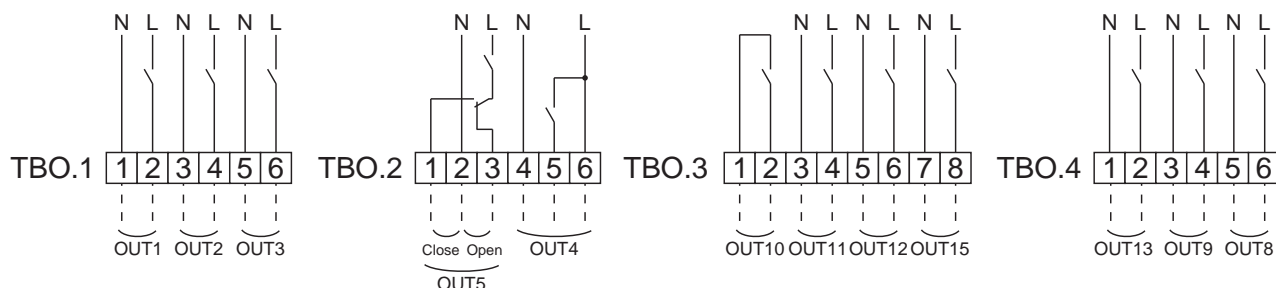 N L N L N L N L N L N L N L N L N L N L N L
TBO.1 1 2 3 4 5 6 TBO.2 1 2 3 4 5 6 TBO.3 1 2 3 4 5 6 7 8 TBO.4 1 2 3 4 5 6
OUT1 OUT2 OUT3 Close Open OUT4 OUT10 OUT11 OUT12 OUT15 OUT13 OUT9 OUT8
OUT5